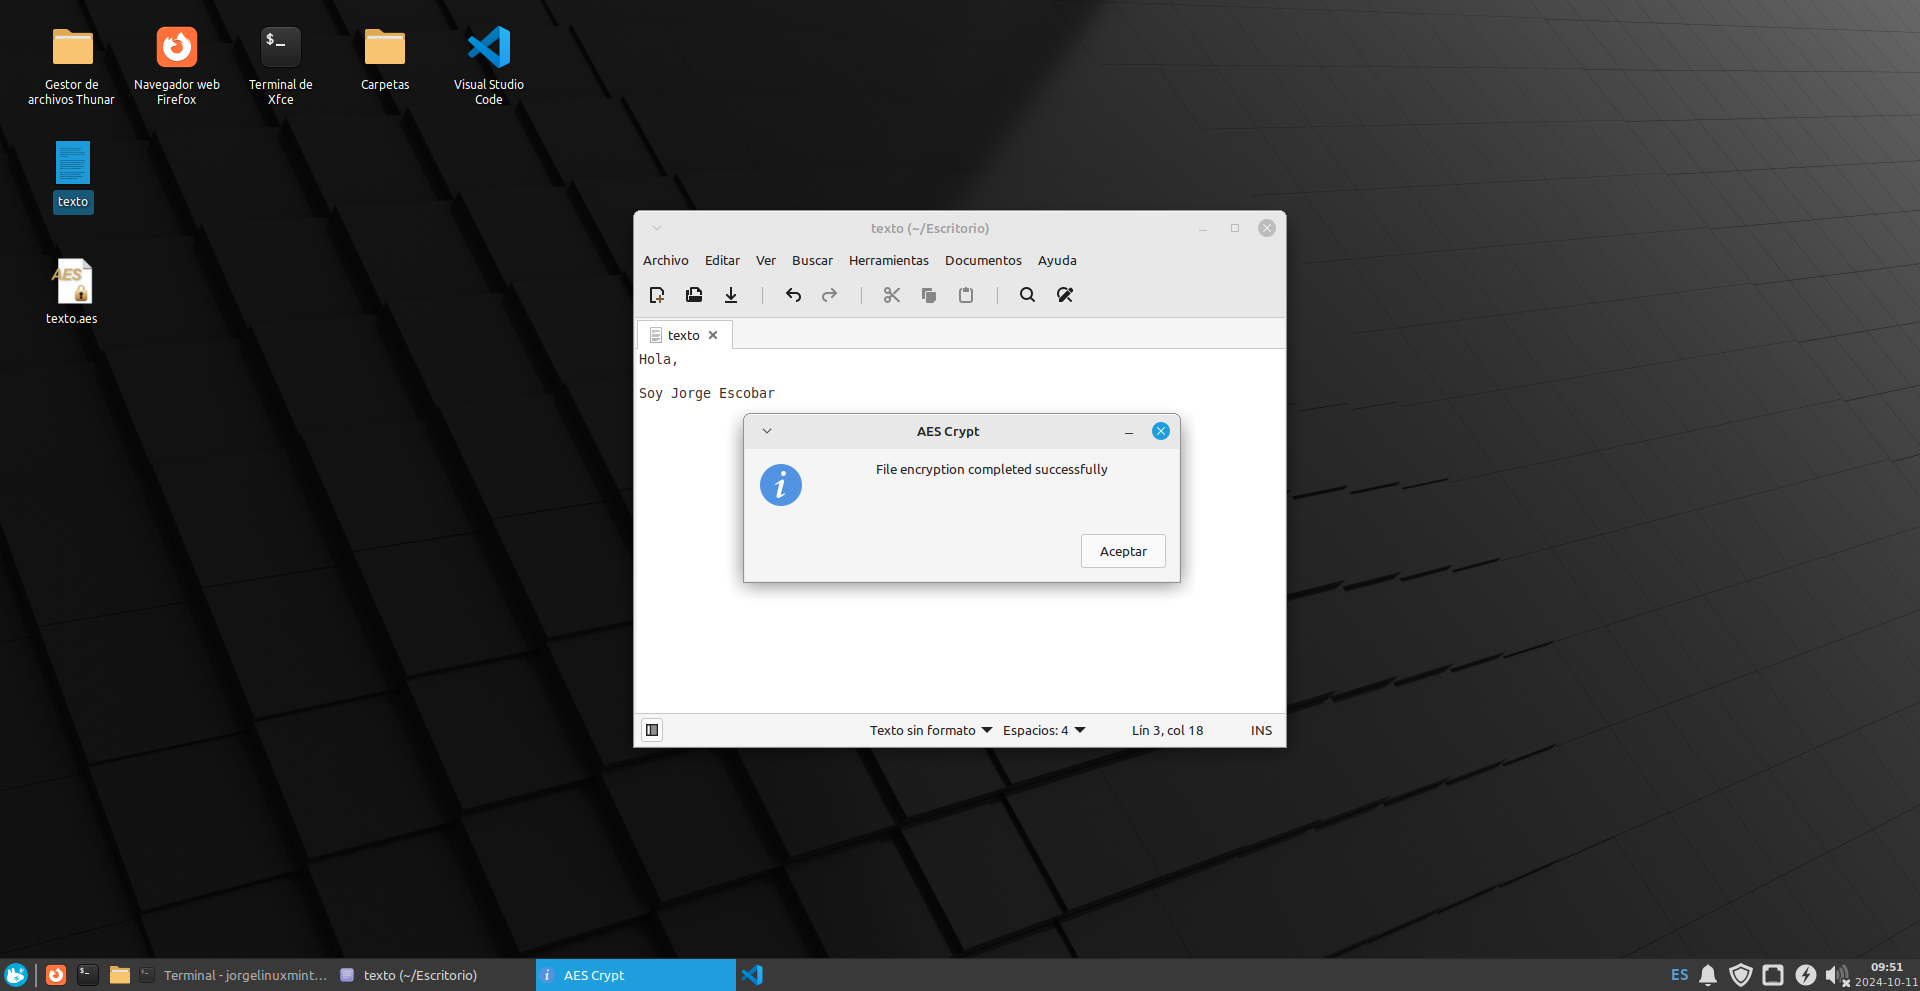 Gestor de
archivos Thunar
Navegador web
Firefox
$_
Terminal de
Xfce
Carpetas
Visual Studio
Code
texto
AES
texto.aes
texto (~/Escritorio)
Archivo Editar Ver Buscar Herramientas Documentos Ayuda
texto
Hola,
Soy Jorge Escobar
AES Crypt
i
File encryption completed successfully
Aceptar
Texto sin formato Espacios: 4 Lín 3, col 18 INS
$_ Terminal - jorgelinuxmint... texto (~/Escritorio) i AES Crypt ES 09:51
2024-10-11